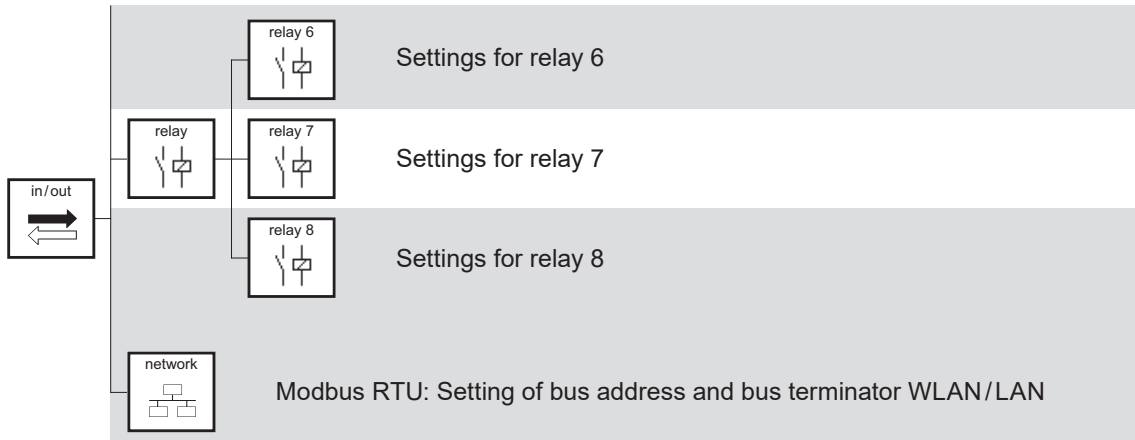 relay 6
Settings for relay 6
relay
relay 7
Settings for relay 7
in/out
relay 8
Settings for relay 8
network
Modbus RTU: Setting of bus address and bus terminator WLAN/LAN